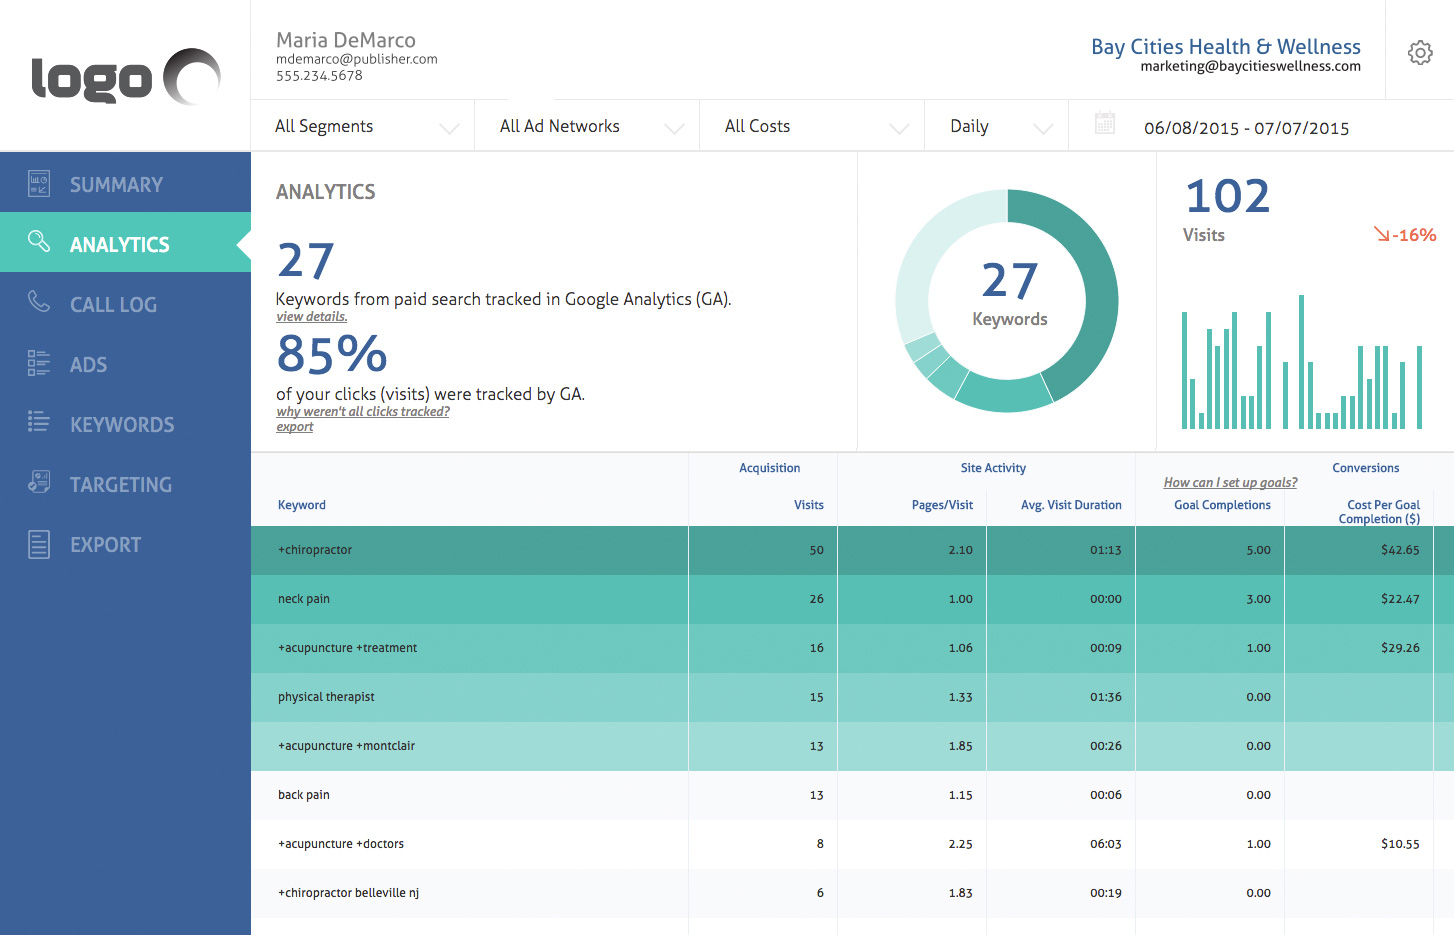 logo
Maria DeMarco
mdemarco@publisher.com
555.234.5678
Bay Cities Health & Wellness
marketing@baycitieswellness.com
All Segments All Ad Networks All Costs Daily 06/08/2015 - 07/07/2015
SUMMARY
ANALYTICS
CALL LOG
ADS
KEYWORDS
TARGETING
EXPORT
ANALYTICS
27
Keywords from paid search tracked in Google Analytics (GA).
view details.
85%
of your clicks (visits) were tracked by GA.
why weren't all clicks tracked?
export
27
Keywords
102
Visits
-16%
Acquisition Site Activity Conversions
How can I set up goals?
Keyword Visits Pages/Visit Avg. Visit Duration Goal Completions Cost Per Goal
Completion ($)
+chiropractor 50 2.10 01:13 5.00 $42.65
neck pain 26 1.00 00:00 3.00 $22.47
+acupuncture +treatment 16 1.06 00:09 1.00 $29.26
physical therapist 15 1.33 01:36 0.00
+acupuncture +montclair 13 1.85 00:26 0.00
back pain 13 1.15 00:06 0.00
+acupuncture +doctors 8 2.25 06:03 1.00 $10.55
+chiropractor belleville nj 6 1.83 00:19 0.00